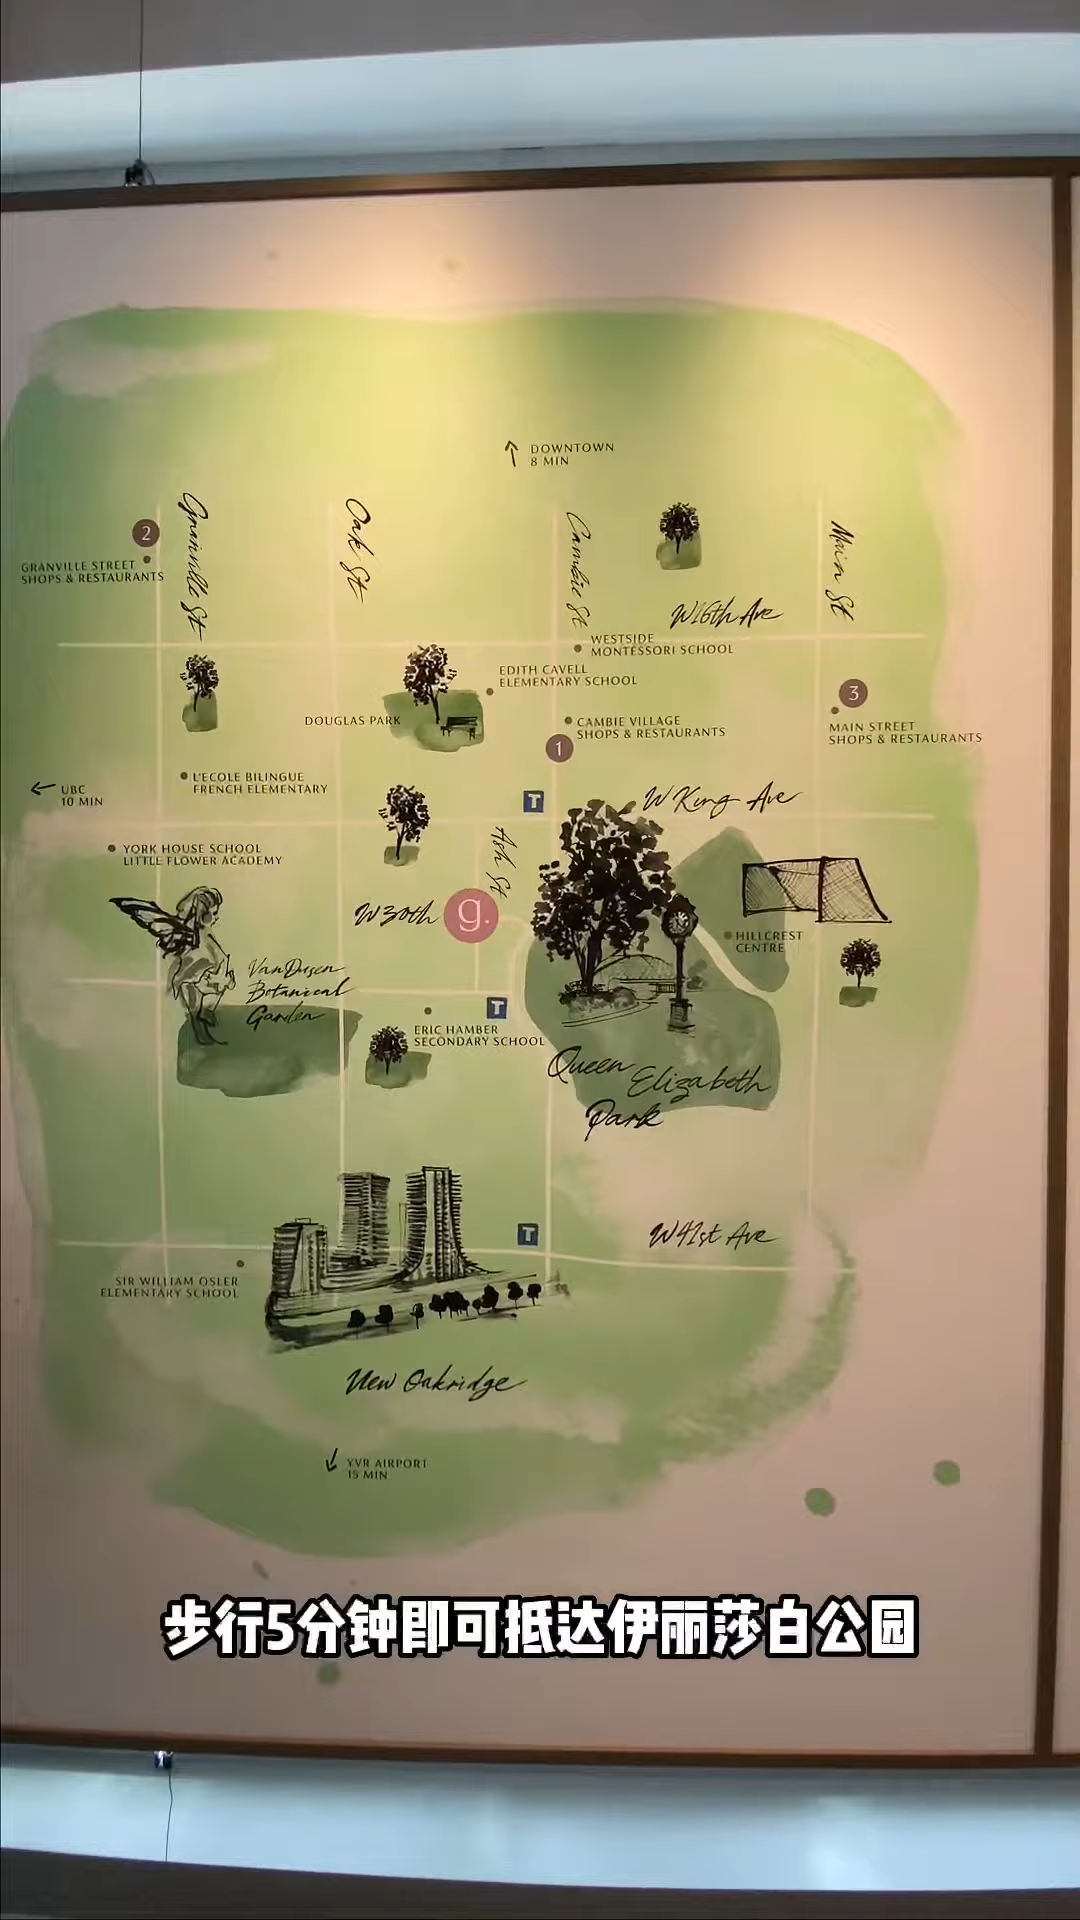 DOWNTOWN
8 MIN
Granville St
Oak St
Cambie St
Main St
2
GRANVILLE STREET
SHOPS & RESTAURANTS
W16th Ave
WESTSIDE
MONTESSORI SCHOOL
EDITH CAVELL
ELEMENTARY SCHOOL
3
DOUGLAS PARK
CAMBIE VILLAGE
SHOPS & RESTAURANTS
MAIN STREET
SHOPS & RESTAURANTS
1
L'ECOLE BILINGUE
FRENCH ELEMENTARY
UBC
10 MIN
T
W King Ave
YORK HOUSE SCHOOL
LITTLE FLOWER ACADEMY
Ash St
W30th
g.
HILLCREST
CENTRE
VanDusen
Botanical
Garden
T
ERIC HAMBER
SECONDARY SCHOOL
Queen Elizabeth
Park
T
W41st Ave
SIR WILLIAM OSLER
ELEMENTARY SCHOOL
New Oakridge
YVR AIRPORT
15 MIN
步行5分钟即可抵达伊丽莎白公园